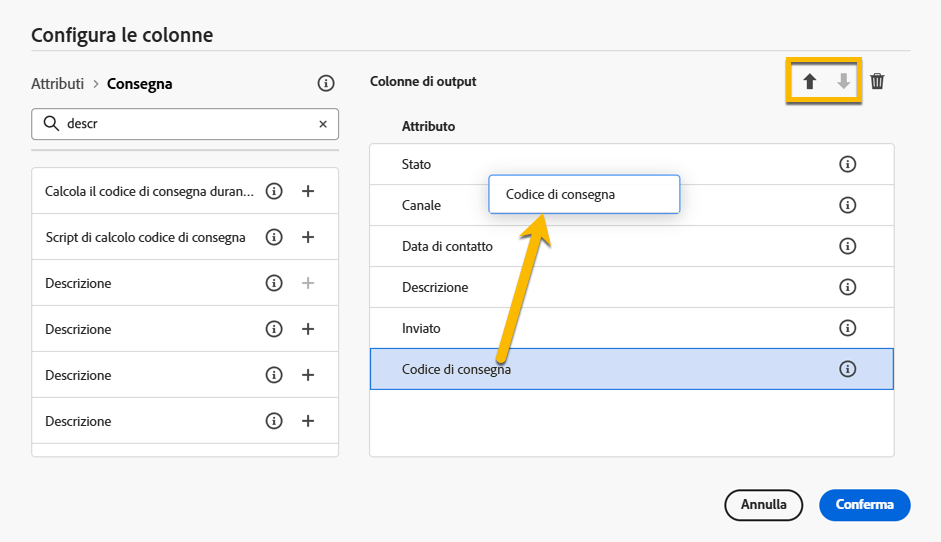 Configura le colonne
Attributi > Consegna
descr
Calcola il codice di consegna duran...
Script di calcolo codice di consegna
Descrizione
Descrizione
Descrizione
Descrizione
Colonne di output
Attributo
Stato
Codice di consegna
Canale
Data di contatto
Descrizione
Inviato
Codice di consegna
Annulla
Conferma